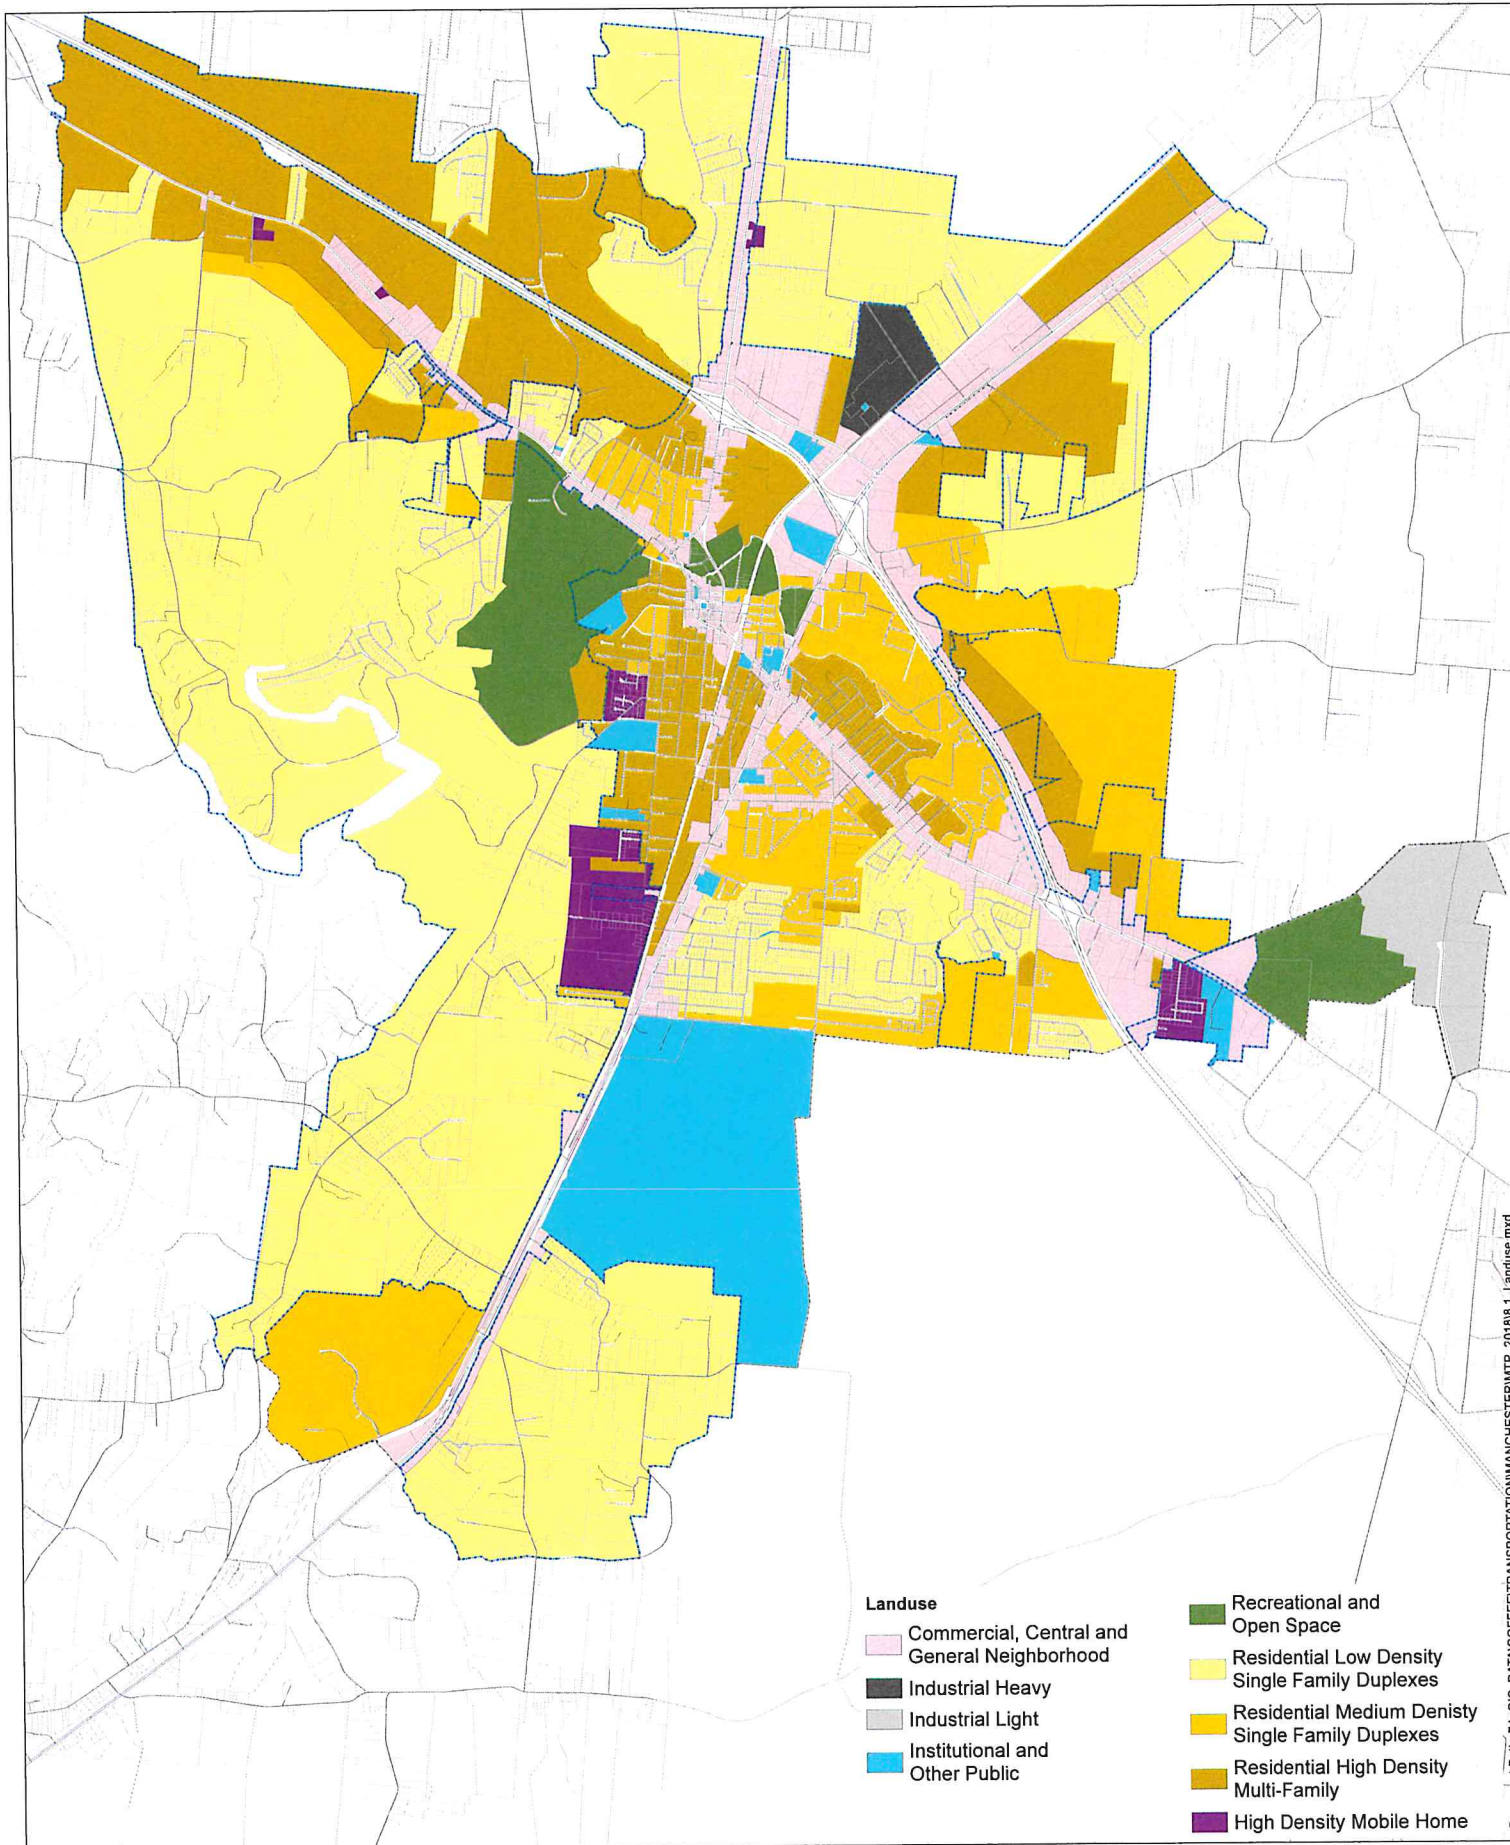 Landuse
Commercial, Central and
General Neighborhood
Industrial Heavy
Industrial Light
Institutional and
Other Public
Recreational and
Open Space
Residential Low Density
Single Family Duplexes
Residential Medium Denisty
Single Family Duplexes
Residential High Density
Multi-Family
High Density Mobile Home